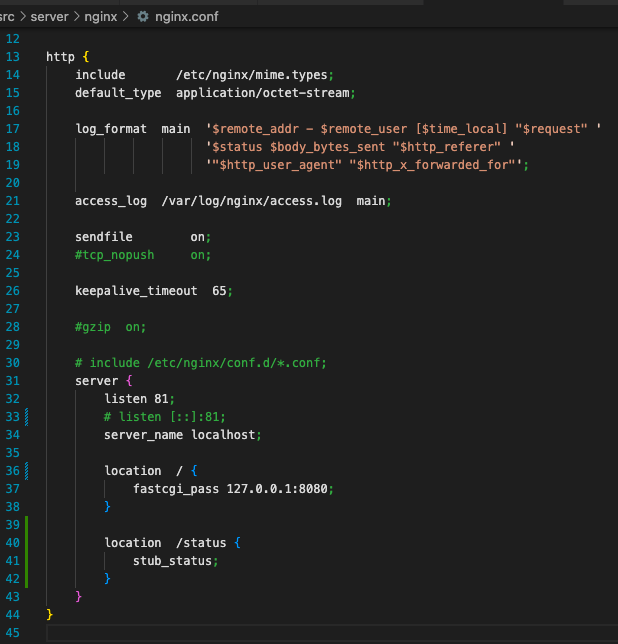 src > server > nginx > nginx.conf
12
13 http {
14     include       /etc/nginx/mime.types;
15     default_type  application/octet-stream;
16
17     log_format  main  '$remote_addr - $remote_user [$time_local] "$request" '
18                       '$status $body_bytes_sent "$http_referer" '
19                       '"$http_user_agent" "$http_x_forwarded_for"';
20
21     access_log  /var/log/nginx/access.log  main;
22
23     sendfile        on;
24     #tcp_nopush     on;
25
26     keepalive_timeout  65;
27
28     #gzip  on;
29
30     # include /etc/nginx/conf.d/*.conf;
31     server {
32         listen 81;
33         # listen [::]:81;
34         server_name localhost;
35
36         location  / {
37             fastcgi_pass 127.0.0.1:8080;
38         }
39
40         location  /status {
41             stub_status;
42         }
43     }
44 }
45